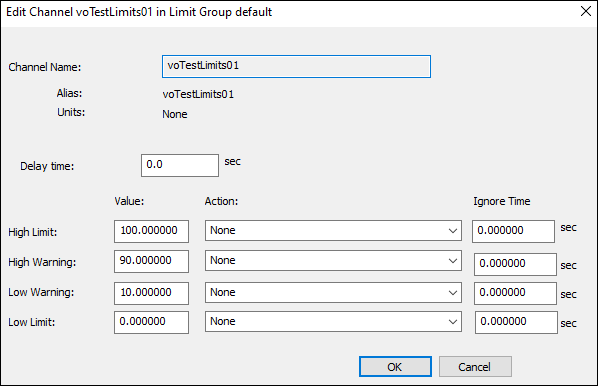 Edit Channel voTestLimits01 in Limit Group default
Channel Name: voTestLimits01
Alias: voTestLimits01
Units: None
Delay time: 0.0 sec
Value: Action: Ignore Time
High Limit: 100.000000 None 0.000000 sec
High Warning: 90.000000 None 0.000000 sec
Low Warning: 10.000000 None 0.000000 sec
Low Limit: 0.000000 None 0.000000 sec
OK Cancel